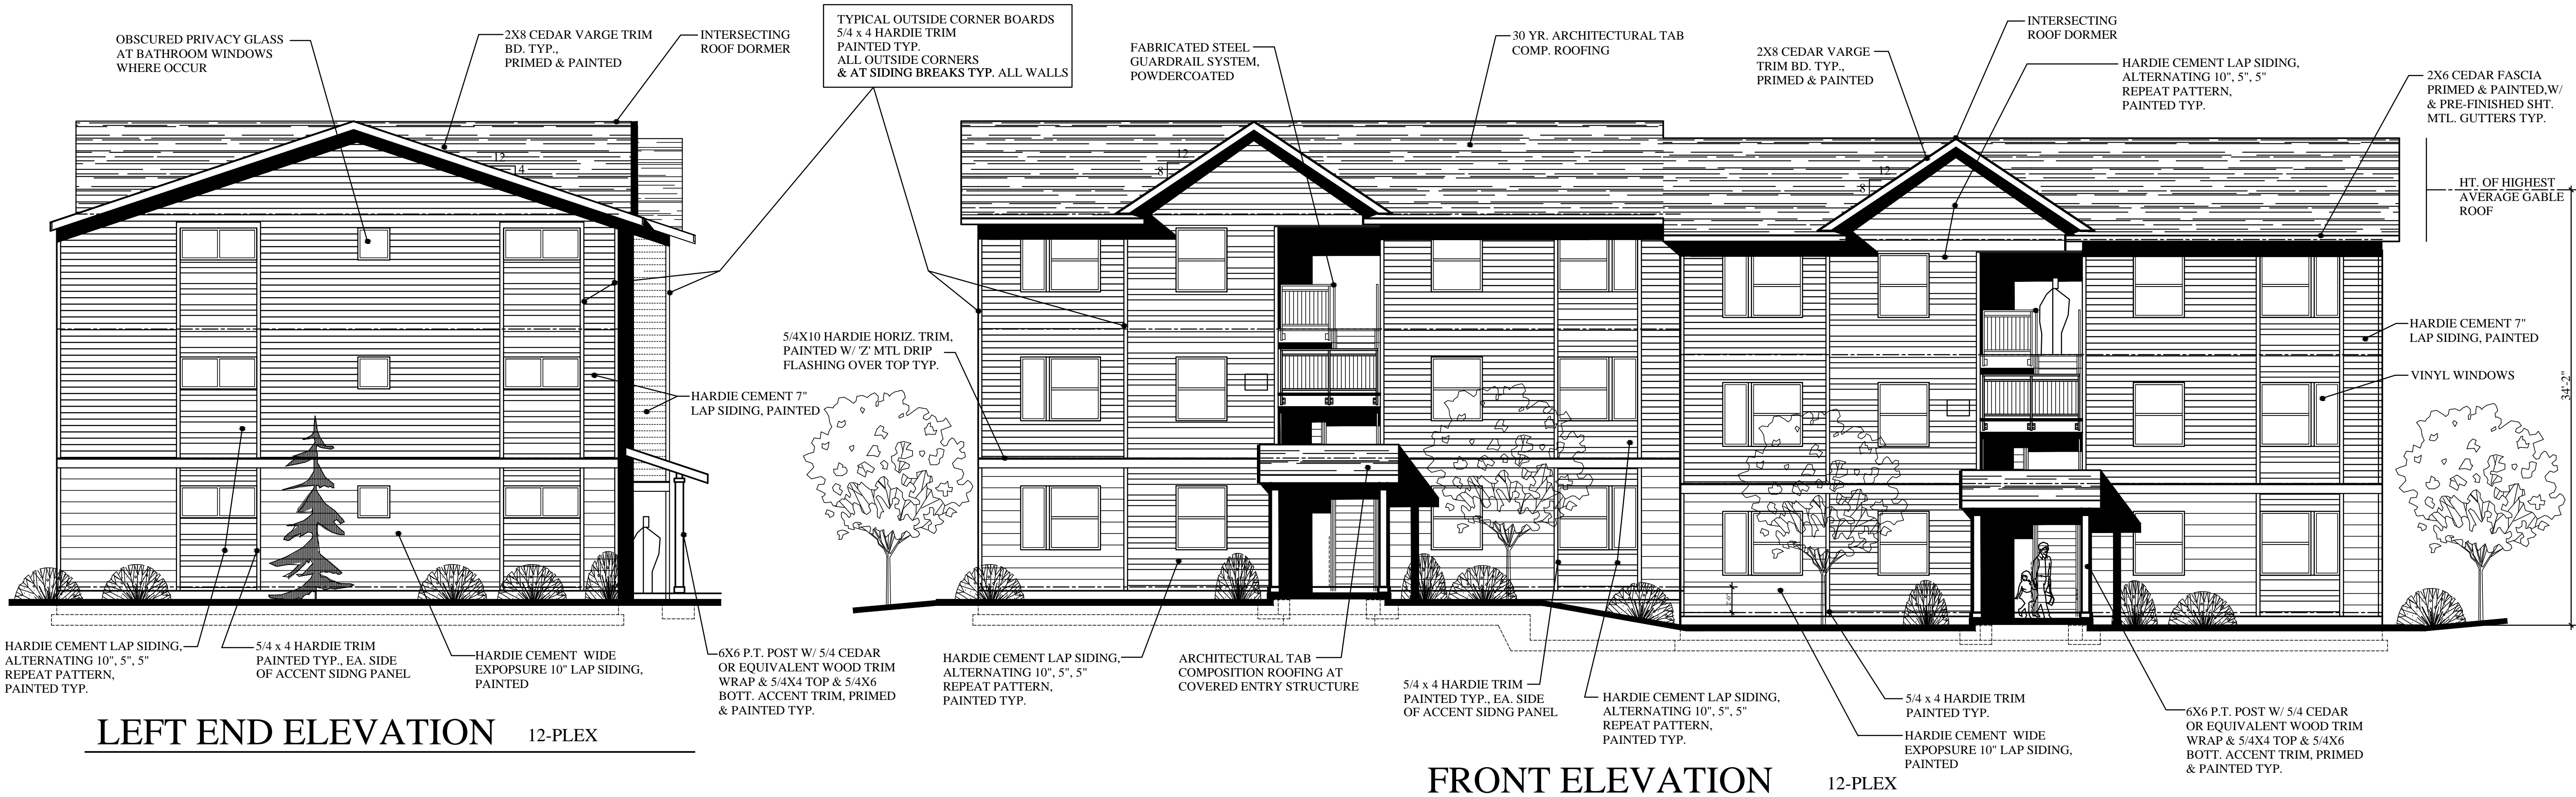 OBSCURED PRIVACY GLASS
AT BATHROOM WINDOWS
WHERE OCCUR
2X8 CEDAR VARGE TRIM
BD. TYP.,
PRIMED & PAINTED
INTERSECTING
ROOF DORMER
TYPICAL OUTSIDE CORNER BOARDS
5/4 x 4 HARDIE TRIM
PAINTED TYP.
ALL OUTSIDE CORNERS
& AT SIDING BREAKS TYP. ALL WALLS
FABRICATED STEEL
GUARDRAIL SYSTEM,
POWDERCOATED
30 YR. ARCHITECTURAL TAB
COMP. ROOFING
2X8 CEDAR VARGE
TRIM BD. TYP.,
PRIMED & PAINTED
INTERSECTING
ROOF DORMER
HARDIE CEMENT LAP SIDING,
ALTERNATING 10", 5", 5"
REPEAT PATTERN,
PAINTED TYP.
2X6 CEDAR FASCIA
PRIMED & PAINTED,W/
& PRE-FINISHED SHT.
MTL. GUTTERS TYP.
12
4
12
8
12
8
HT. OF HIGHEST
AVERAGE GABLE
ROOF
5/4X10 HARDIE HORIZ. TRIM,
PAINTED W/ 'Z' MTL DRIP
FLASHING OVER TOP TYP.
HARDIE CEMENT 7"
LAP SIDING, PAINTED
HARDIE CEMENT 7"
LAP SIDING, PAINTED
VINYL WINDOWS
34'-2"
HARDIE CEMENT LAP SIDING,
ALTERNATING 10", 5", 5"
REPEAT PATTERN,
PAINTED TYP.
5/4 x 4 HARDIE TRIM
PAINTED TYP., EA. SIDE
OF ACCENT SIDNG PANEL
HARDIE CEMENT WIDE
EXPOPSURE 10" LAP SIDING,
PAINTED
6X6 P.T. POST W/ 5/4 CEDAR
OR EQUIVALENT WOOD TRIM
WRAP & 5/4X4 TOP & 5/4X6
BOTT. ACCENT TRIM, PRIMED
& PAINTED TYP.
HARDIE CEMENT LAP SIDING,
ALTERNATING 10", 5", 5"
REPEAT PATTERN,
PAINTED TYP.
ARCHITECTURAL TAB
COMPOSITION ROOFING AT
COVERED ENTRY STRUCTURE
5/4 x 4 HARDIE TRIM
PAINTED TYP., EA. SIDE
OF ACCENT SIDNG PANEL
HARDIE CEMENT LAP SIDING,
ALTERNATING 10", 5", 5"
REPEAT PATTERN,
PAINTED TYP.
5/4 x 4 HARDIE TRIM
PAINTED TYP.
HARDIE CEMENT WIDE
EXPOPSURE 10" LAP SIDING,
PAINTED
6X6 P.T. POST W/ 5/4 CEDAR
OR EQUIVALENT WOOD TRIM
WRAP & 5/4X4 TOP & 5/4X6
BOTT. ACCENT TRIM, PRIMED
& PAINTED TYP.
LEFT END ELEVATION 12-PLEX
FRONT ELEVATION 12-PLEX